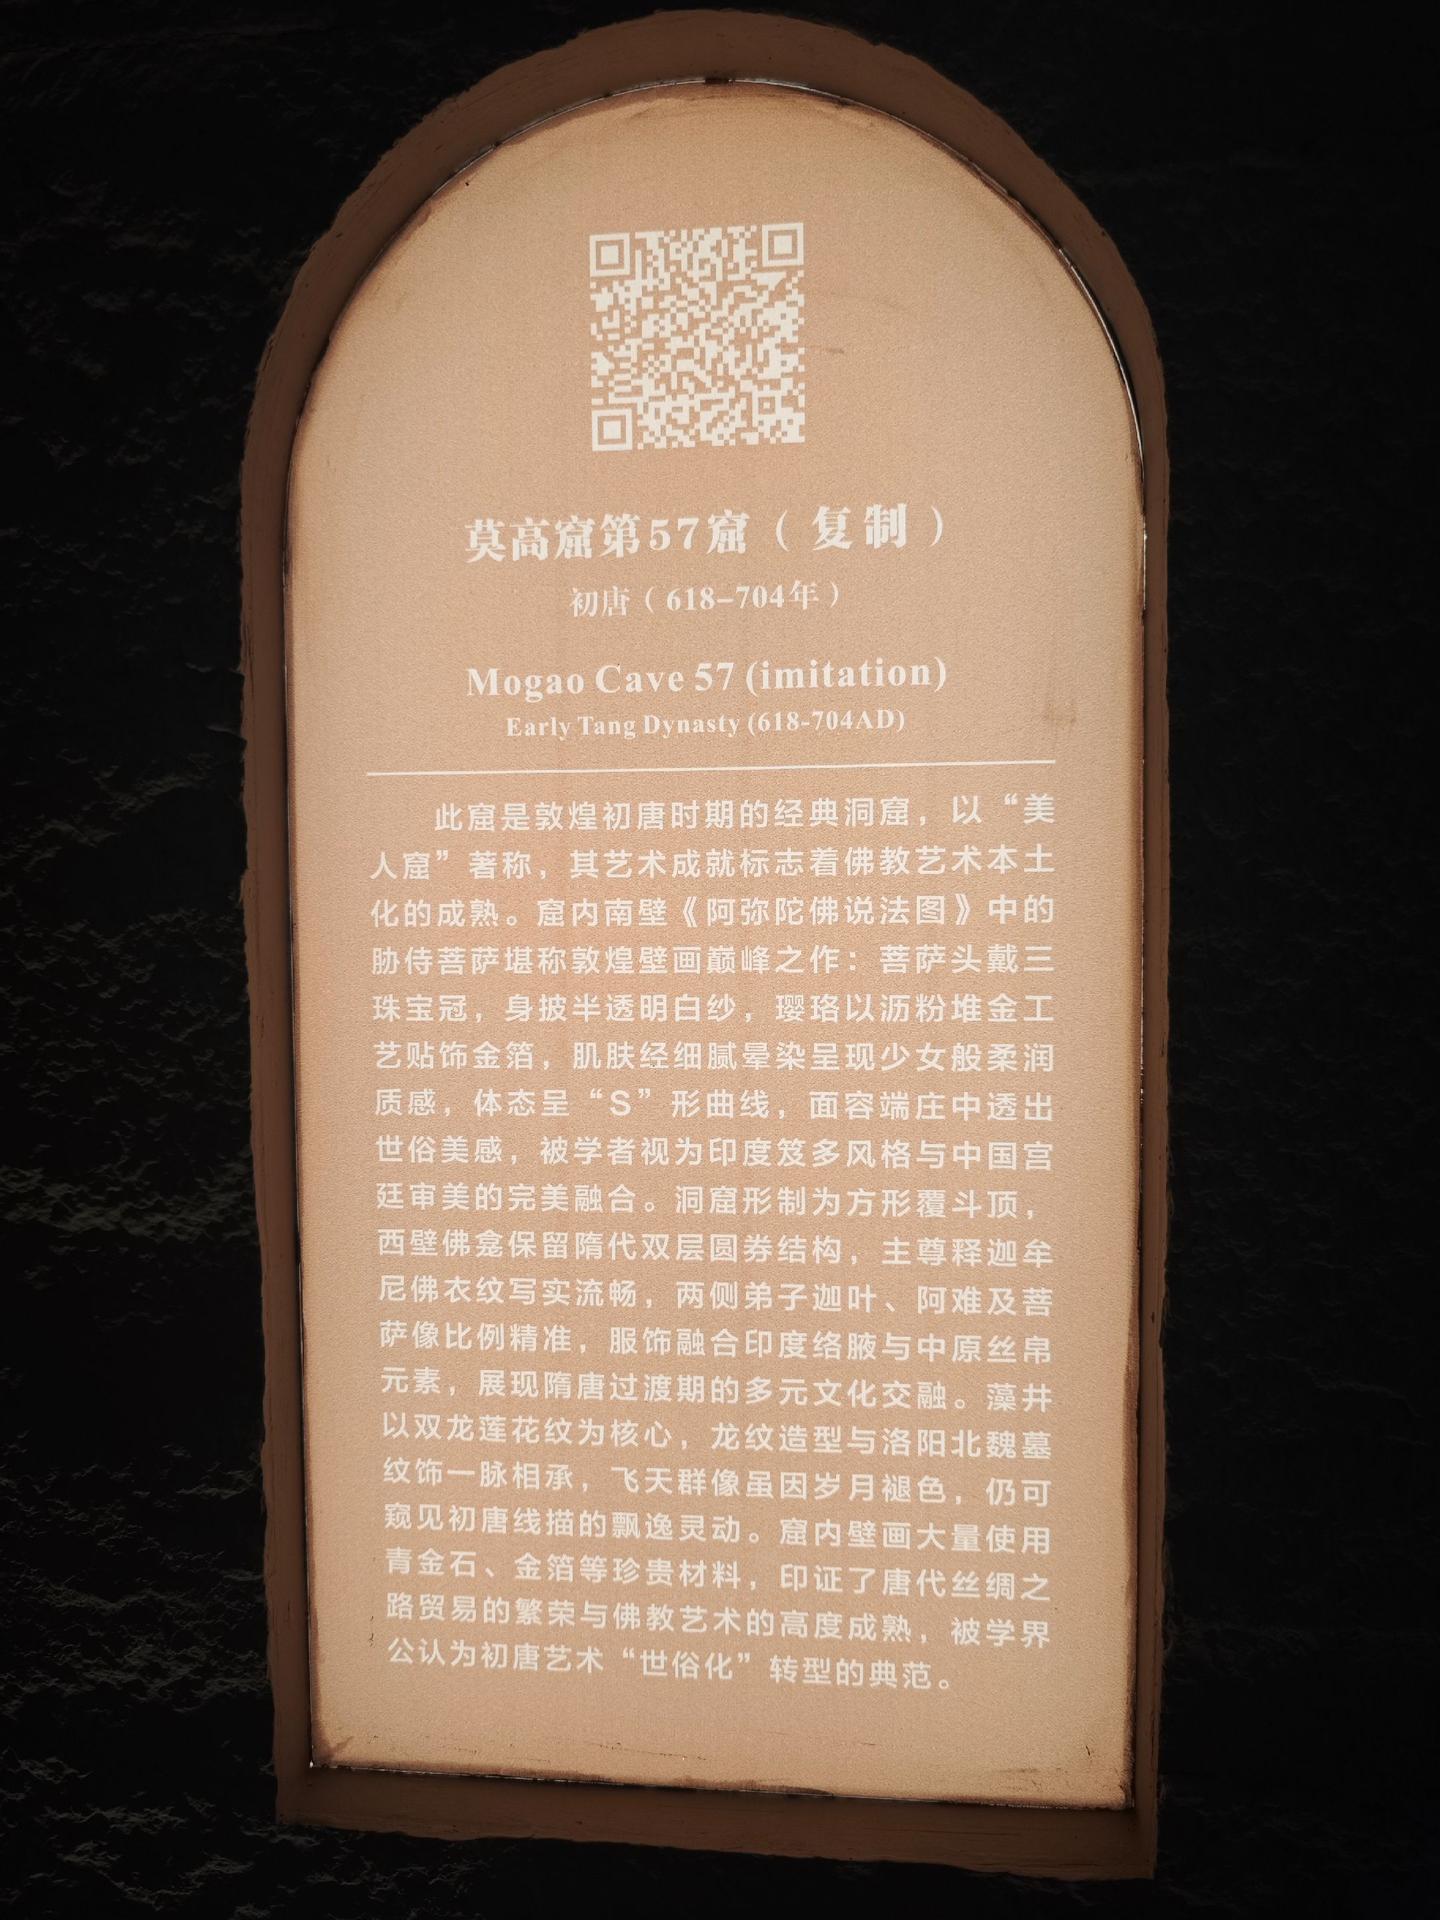 莫高窟第57窟（复制）
初唐（618–704年）
Mogao Cave 57 (imitation)
Early Tang Dynasty (618-704AD)
此窟是敦煌初唐时期的经典洞窟，以“美
人窟”著称，其艺术成就标志着佛教艺术本土
化的成熟。窟内南壁《阿弥陀佛说法图》中的
胁侍菩萨堪称敦煌壁画巅峰之作：菩萨头戴三
珠宝冠，身披半透明白纱，璎珞以沥粉堆金工
艺贴饰金箔，肌肤经细腻晕染呈现少女般柔润
质感，体态呈“S”形曲线，面容端庄中透出
世俗美感，被学者视为印度笈多风格与中国宫
廷审美的完美融合。洞窟形制为方形覆斗顶，
西壁佛龛保留隋代双层圆券结构，主尊释迦牟
尼佛衣纹写实流畅，两侧弟子迦叶、阿难及菩
萨像比例精准，服饰融合印度络腋与中原丝帛
元素，展现隋唐过渡期的多元文化交融。藻井
以双龙莲花纹为核心，龙纹造型与洛阳北魏墓
纹饰一脉相承，飞天群像虽因岁月褪色，仍可
窥见初唐线描的飘逸灵动。窟内壁画大量使用
青金石、金箔等珍贵材料，印证了唐代丝绸之
路贸易的繁荣与佛教艺术的高度成熟，被学界
公认为初唐艺术“世俗化”转型的典范。